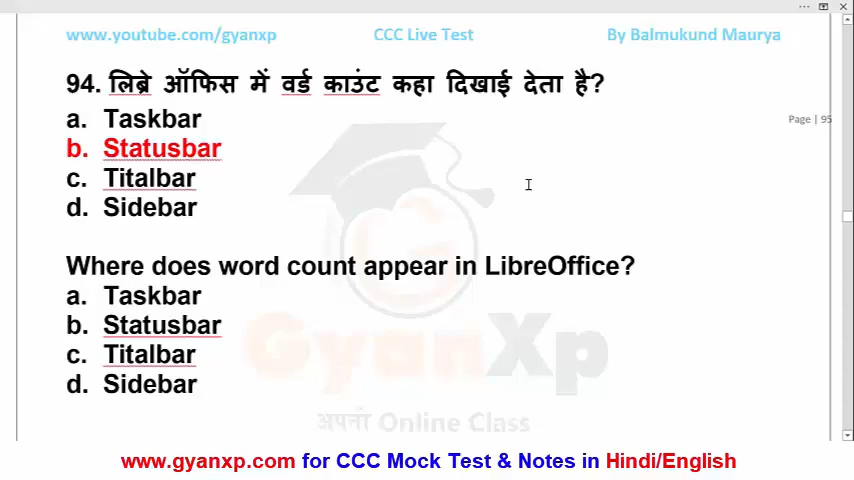 www.youtube.com/gyanxp CCC Live Test By Balmukund Maurya
94. लिब्रे ऑफिस में वर्ड काउंट कहा दिखाई देता है?
a. Taskbar
Page | 95
b. Statusbar
c. Titalbar
d. Sidebar
Where does word count appear in LibreOffice?
a. Taskbar
b. Statusbar
c. Titalbar
d. Sidebar
GyanXp
अपनी Online Class
www.gyanxp.com for CCC Mock Test & Notes in Hindi/English